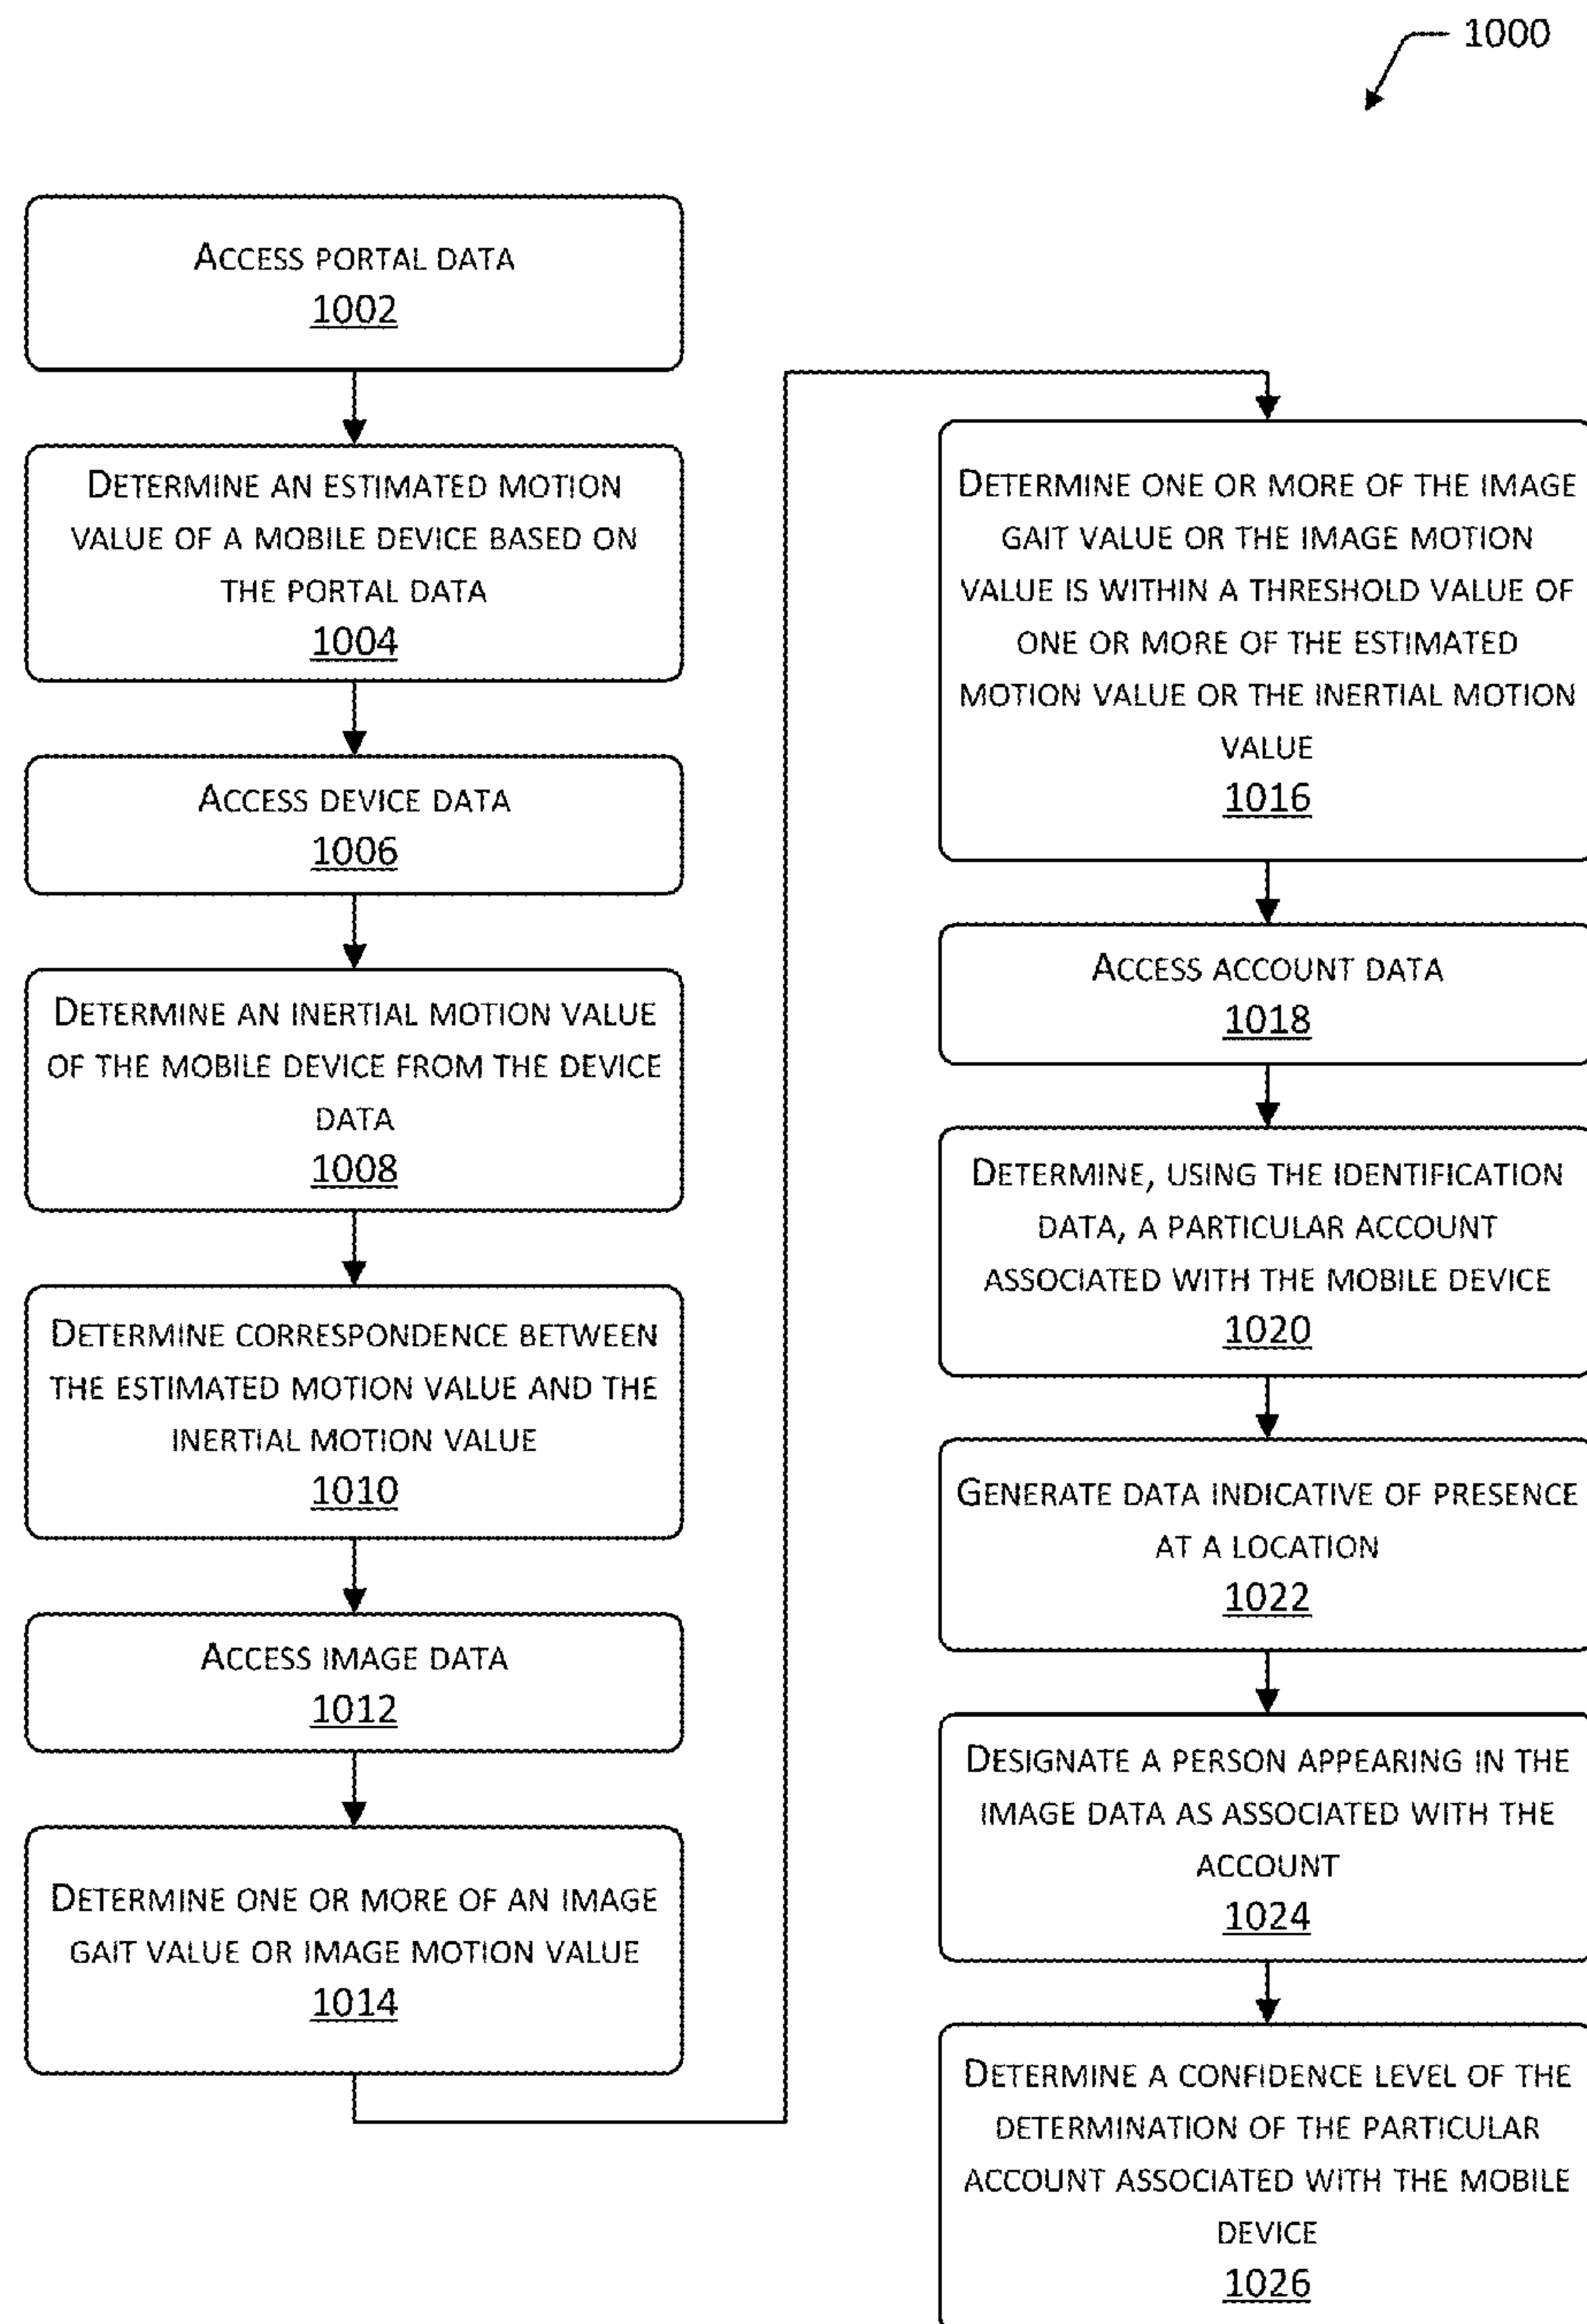 1000
ACCESS PORTAL DATA
1002
DETERMINE AN ESTIMATED MOTION
VALUE OF A MOBILE DEVICE BASED ON
THE PORTAL DATA
1004
ACCESS DEVICE DATA
1006
DETERMINE AN INERTIAL MOTION VALUE
OF THE MOBILE DEVICE FROM THE DEVICE
DATA
1008
DETERMINE CORRESPONDENCE BETWEEN
THE ESTIMATED MOTION VALUE AND THE
INERTIAL MOTION VALUE
1010
ACCESS IMAGE DATA
1012
DETERMINE ONE OR MORE OF AN IMAGE
GAIT VALUE OR IMAGE MOTION VALUE
1014
DETERMINE ONE OR MORE OF THE IMAGE
GAIT VALUE OR THE IMAGE MOTION
VALUE IS WITHIN A THRESHOLD VALUE OF
ONE OR MORE OF THE ESTIMATED
MOTION VALUE OR THE INERTIAL MOTION
VALUE
1016
ACCESS ACCOUNT DATA
1018
DETERMINE, USING THE IDENTIFICATION
DATA, A PARTICULAR ACCOUNT
ASSOCIATED WITH THE MOBILE DEVICE
1020
GENERATE DATA INDICATIVE OF PRESENCE
AT A LOCATION
1022
DESIGNATE A PERSON APPEARING IN THE
IMAGE DATA AS ASSOCIATED WITH THE
ACCOUNT
1024
DETERMINE A CONFIDENCE LEVEL OF THE
DETERMINATION OF THE PARTICULAR
ACCOUNT ASSOCIATED WITH THE MOBILE
DEVICE
1026